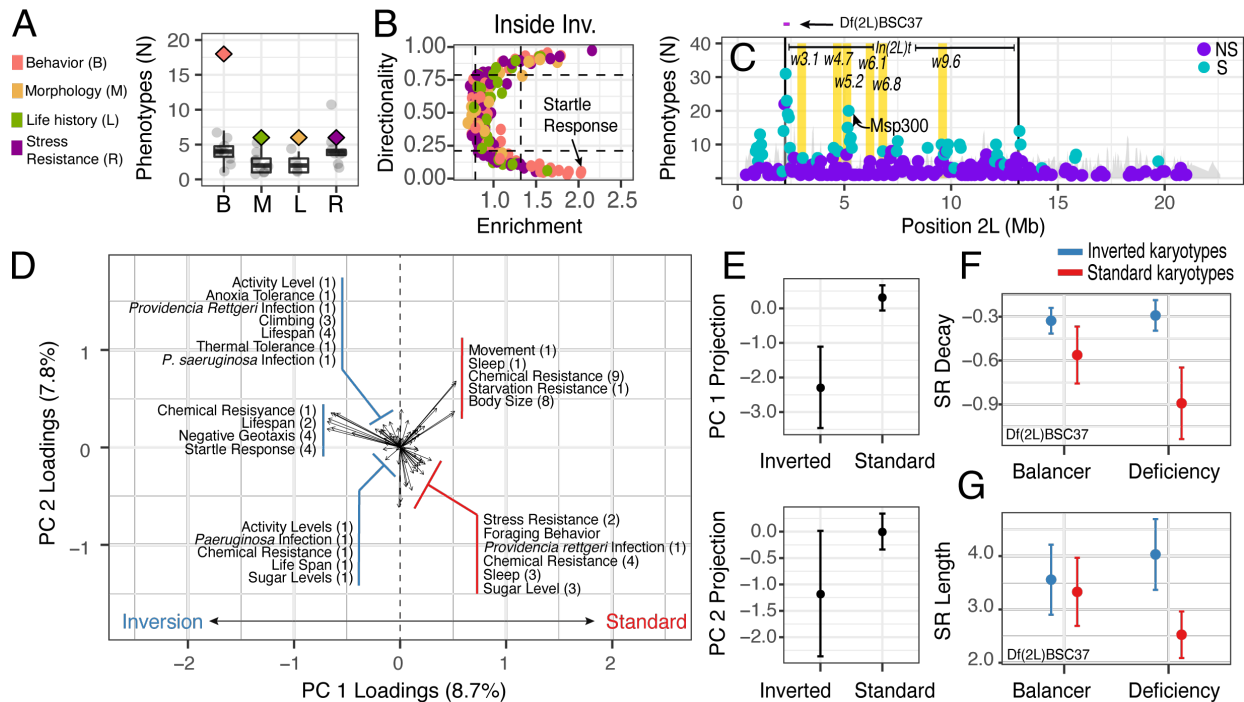 A
Behavior (B)
Morphology (M)
Life history (L)
Stress
Resistance (R)
Phenotypes (N)
20
15
10
5
0
B
M
L
R
B
Inside Inv.
Directionality
1.00
0.75
0.50
0.25
0.00
Startle
Response
1.0
1.5
2.0
2.5
Enrichment
Df(2L)BSC37
C
Phenotypes (N)
40
30
20
10
In(2L)t
w3.1
w4.7
w5.2
w6.1
w6.8
w9.6
Msp300
NS
S
0
5
10
15
20
Position 2L (Mb)
D
PC 2 Loadings (7.8%)
1
0
−1
Activity Level (1)
Anoxia Tolerance (1)
Providencia Rettgeri Infection (1)
Climbing (3)
Lifespan (4)
Thermal Tolerance (1)
P. saeruginosa Infection (1)
Movement (1)
Sleep (1)
Chemical Resistance (9)
Starvation Resistance (1)
Body Size (8)
Chemical Resisyance (1)
Lifespan (2)
Negative Geotaxis (4)
Startle Response (4)
Activity Levels (1)
Paeruginosa Infection (1)
Chemical Resistance (1)
Life Span (1)
Sugar Levels (1)
Stress Resistance (2)
Foraging Behavior
Providencia rettgeri Infection (1)
Chemical Resistance (4)
Sleep (3)
Sugar Level (3)
Inversion
Standard
−2
−1
0
1
2
PC 1 Loadings (8.7%)
E
PC 1 Projection
0.0
−1.0
−2.0
−3.0
Inverted
Standard
PC 2 Projection
0.0
−0.5
−1.0
−1.5
−2.0
Inverted
Standard
Inverted karyotypes
Standard karyotypes
F
SR Decay
−0.3
−0.6
−0.9
Df(2L)BSC37
Balancer
Deficiency
G
SR Length
4.0
3.0
2.0
Df(2L)BSC37
Balancer
Deficiency